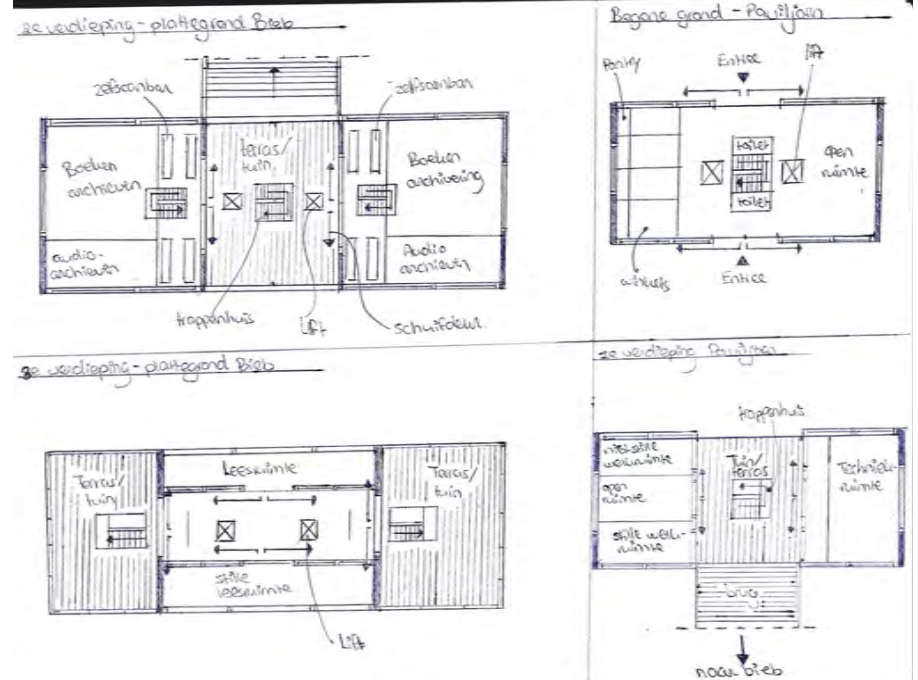 2e verdieping - plattegrond Bieb
zelfscanbar
zelfscanbar
Boeken
archieven
terras/
tuin
Boeken
archivering
audio-
archieven
Audio
archieven
trappenhuis
Lift
schuifdeur
Begane grond - Paviljoen
Pantry
Entree
lift
toilet
open
ruimte
toilet
winkels
Entree
3e verdieping - plattegrond Bieb
Leesruimte
Terras/
tuin
Terras/
tuin
stille
leesruimte
Lift
2e verdieping Paviljoen
trappenhuis
niet stille
werkruimte
Tuin/
terras
Techniek-
ruimte
open
ruimte
stille werk-
ruimte
brug
naar bieb